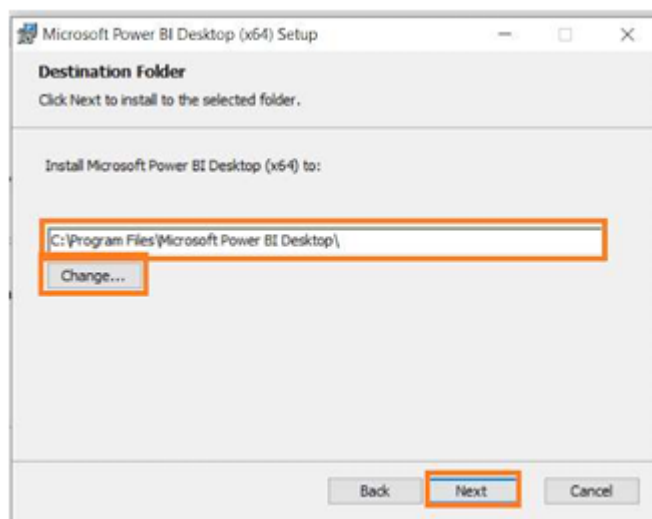 Microsoft Power BI Desktop (x64) Setup
Destination Folder
Click Next to install to the selected folder.
Install Microsoft Power BI Desktop (x64) to:
C:\Program Files\Microsoft Power BI Desktop\
Change...
Back Next Cancel